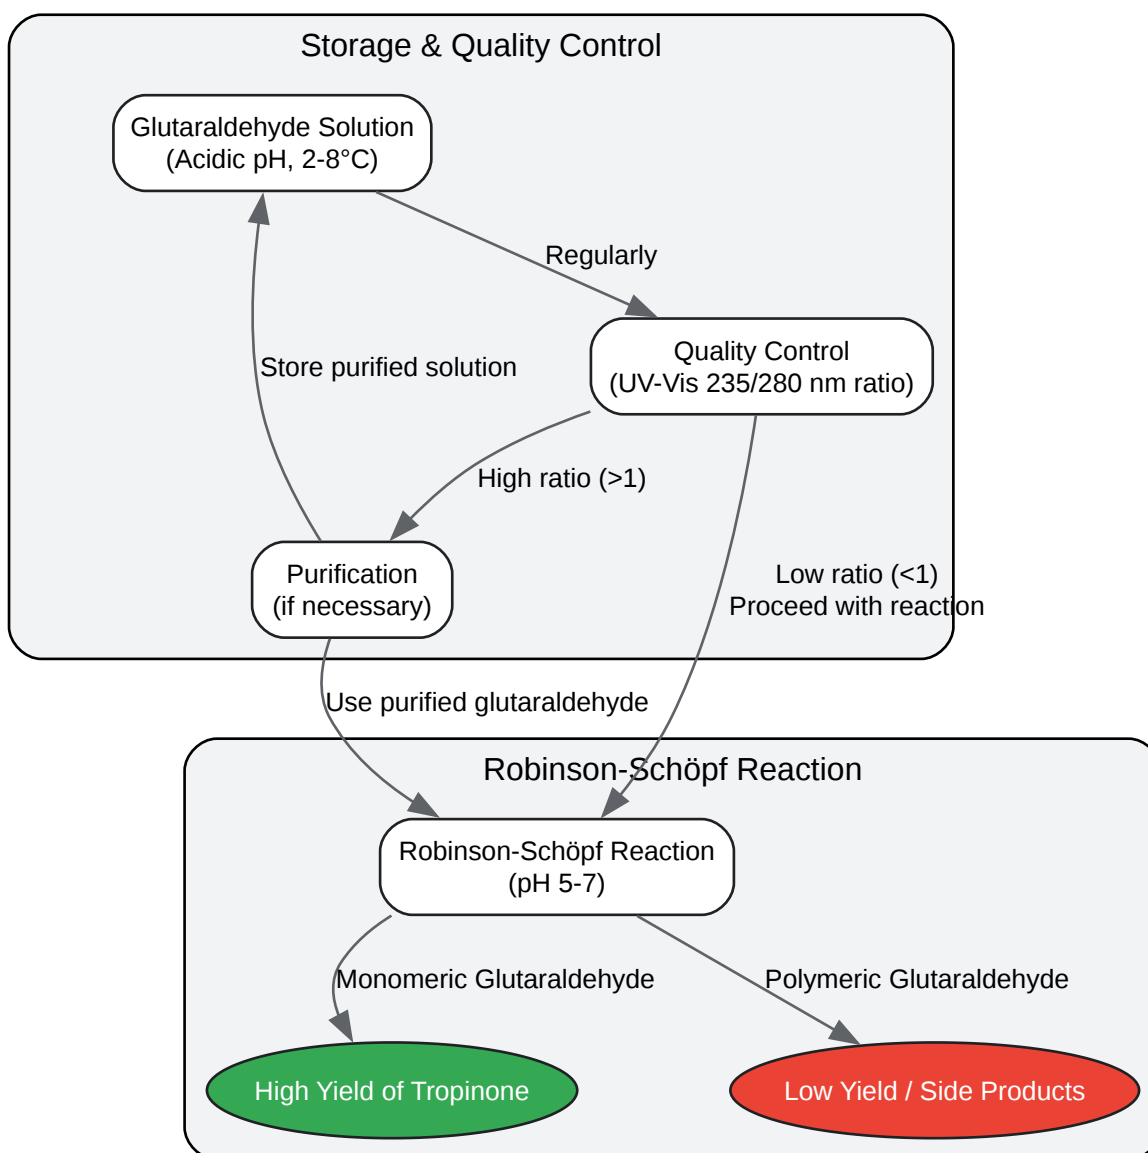 Storage & Quality Control
Glutaraldehyde Solution
(Acidic pH, 2-8°C)
Regularly
Quality Control
(UV-Vis 235/280 nm ratio)
Store purified solution
High ratio (>1)
Purification
(if necessary)
Low ratio (<1)
Proceed with reaction
Use purified glutaraldehyde
Robinson-Schöpf Reaction
Robinson-Schöpf Reaction
(pH 5-7)
Monomeric Glutaraldehyde
Polymeric Glutaraldehyde
High Yield of Tropinone
Low Yield / Side Products